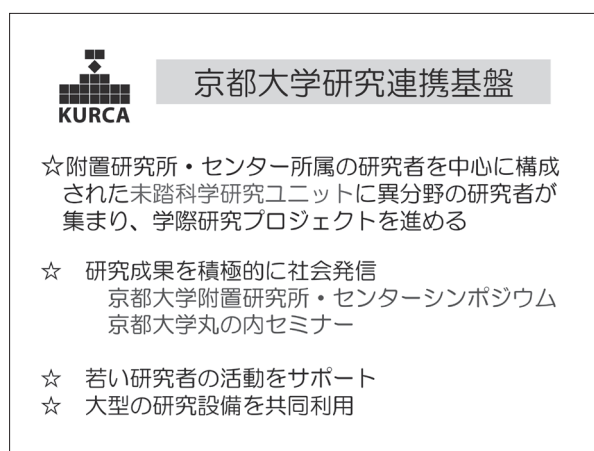 KURCA
京都大学研究連携基盤
☆附置研究所・センター所属の研究者を中心に構成
された未踏科学研究ユニットに異分野の研究者が
集まり、学際研究プロジェクトを進める
☆ 研究成果を積極的に社会発信
京都大学附置研究所・センターシンポジウム
京都大学丸の内セミナー
☆ 若い研究者の活動をサポート
☆ 大型の研究設備を共同利用